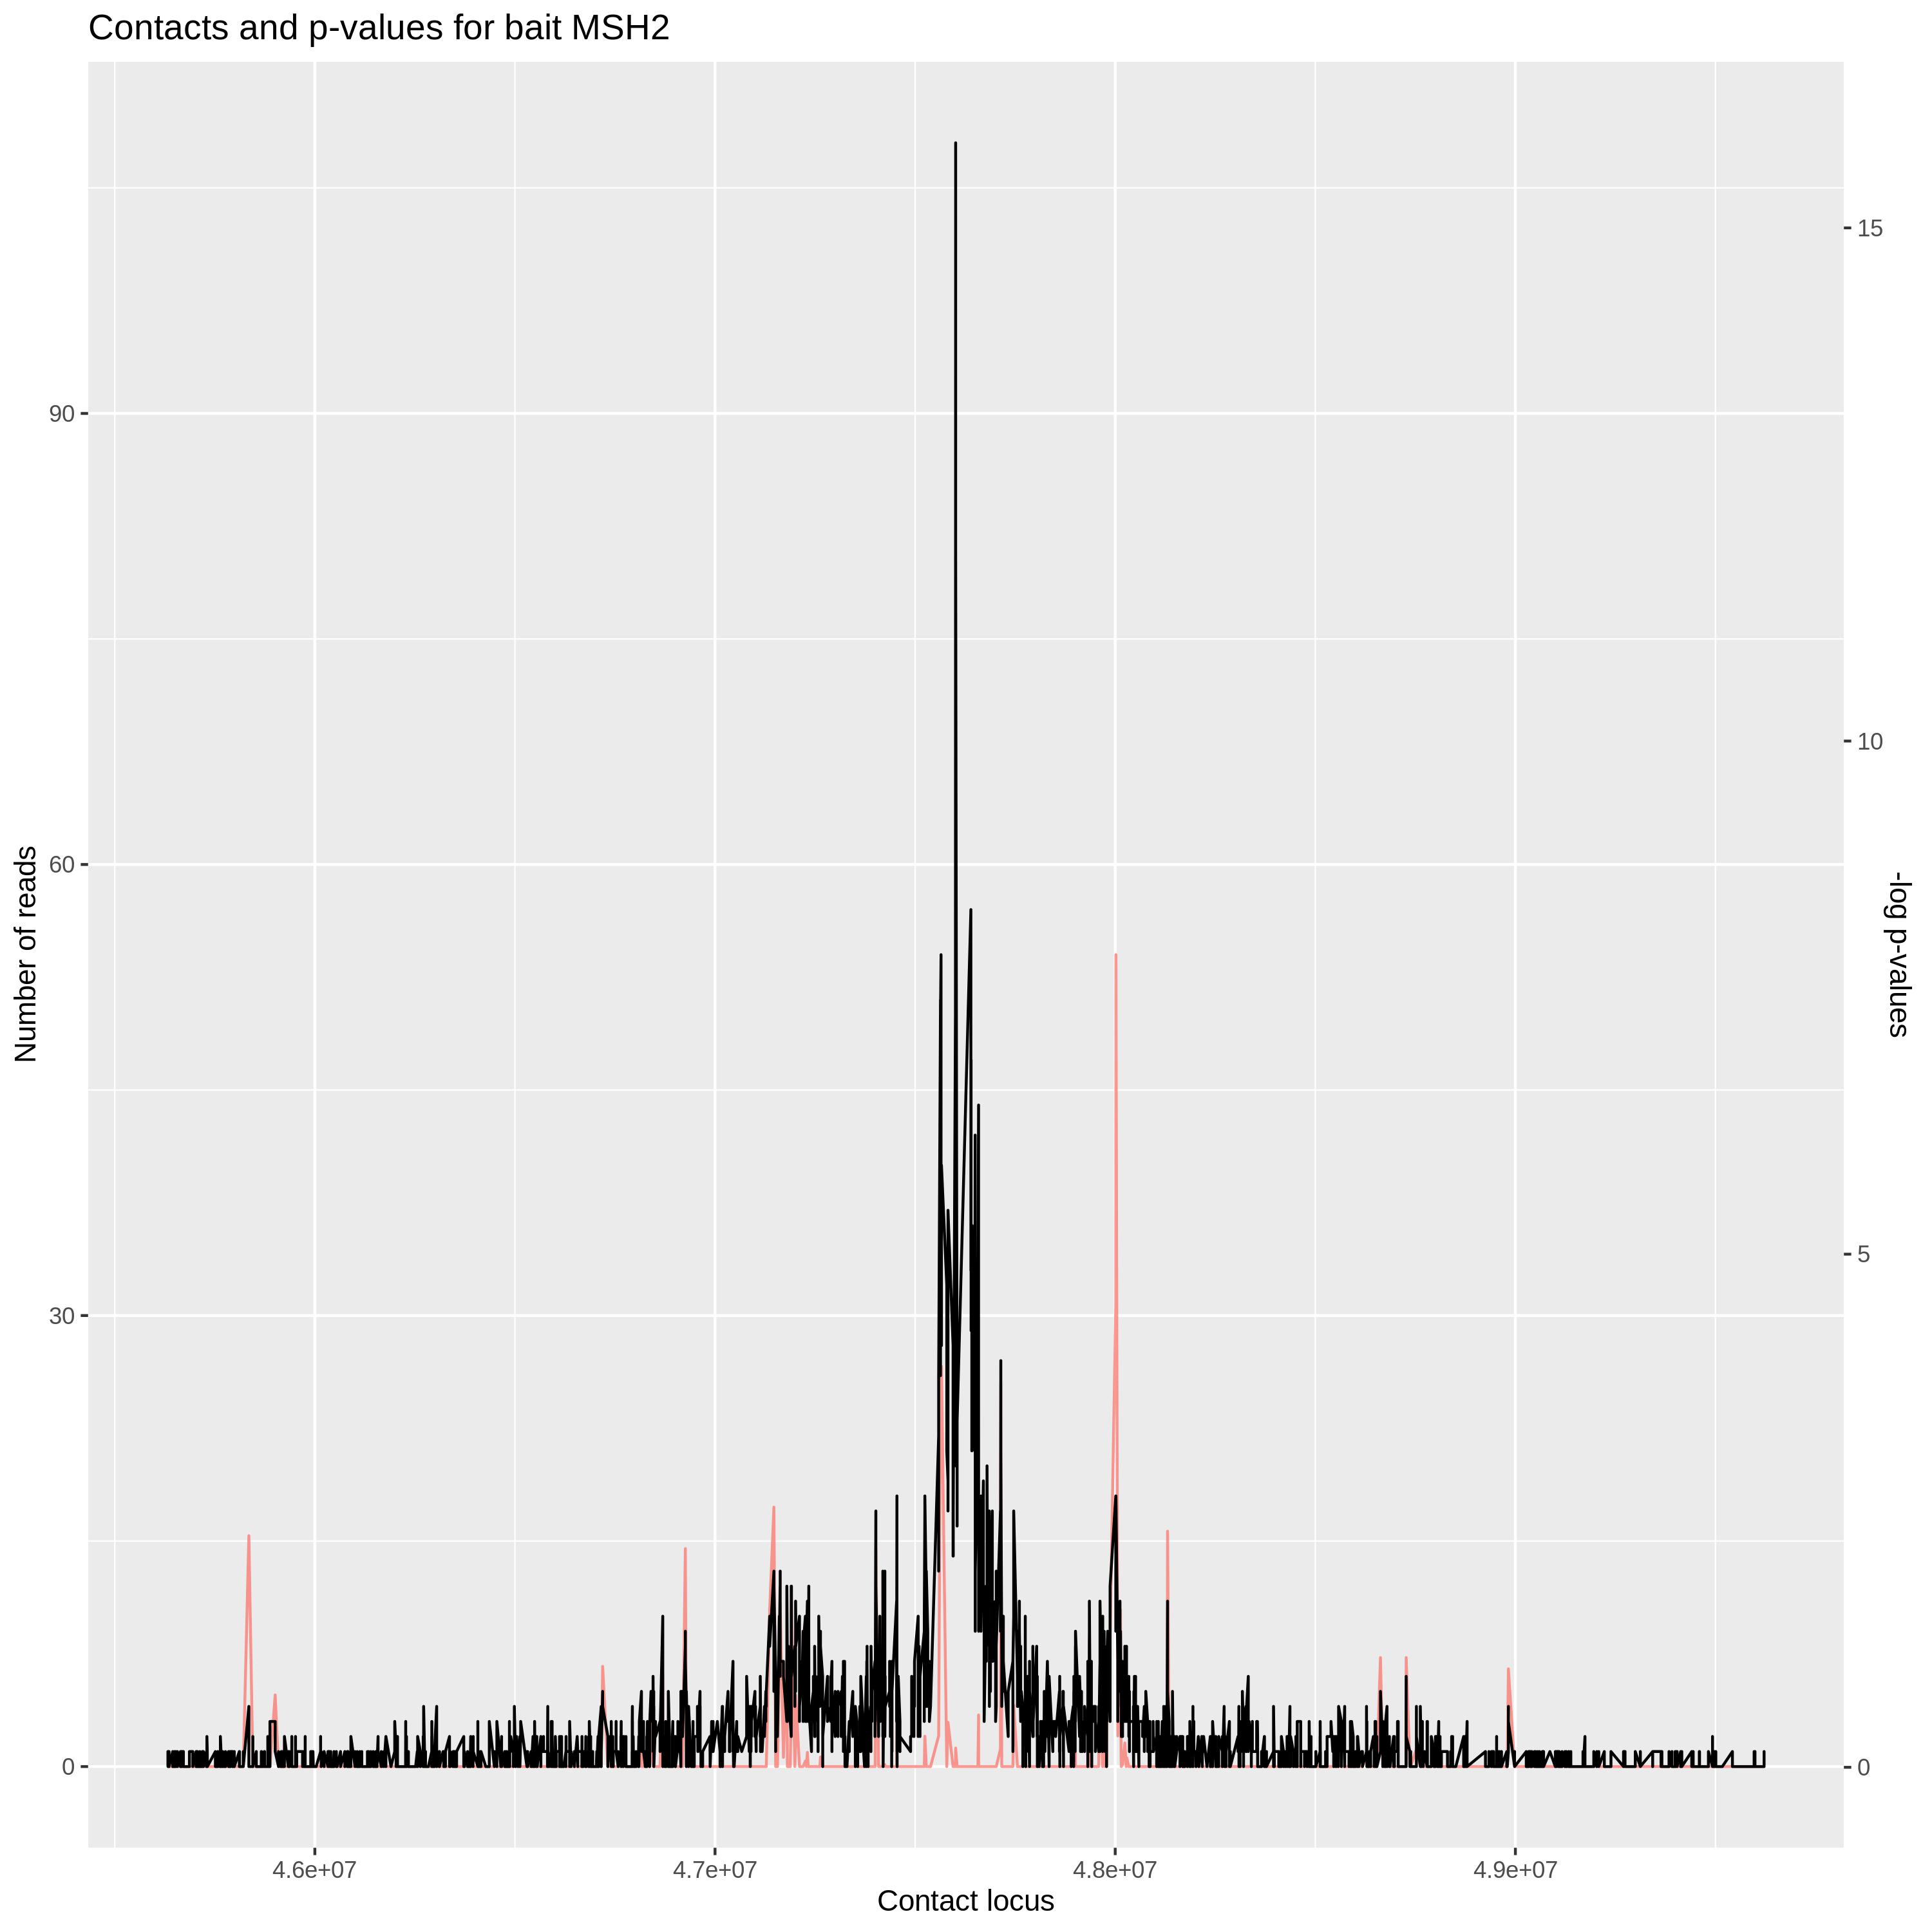 Contacts and p-values for bait MSH2
Number of reads
90
60
30
0
15
10
5
0
-log p-values
4.6e+07
4.7e+07
4.8e+07
4.9e+07
Contact locus